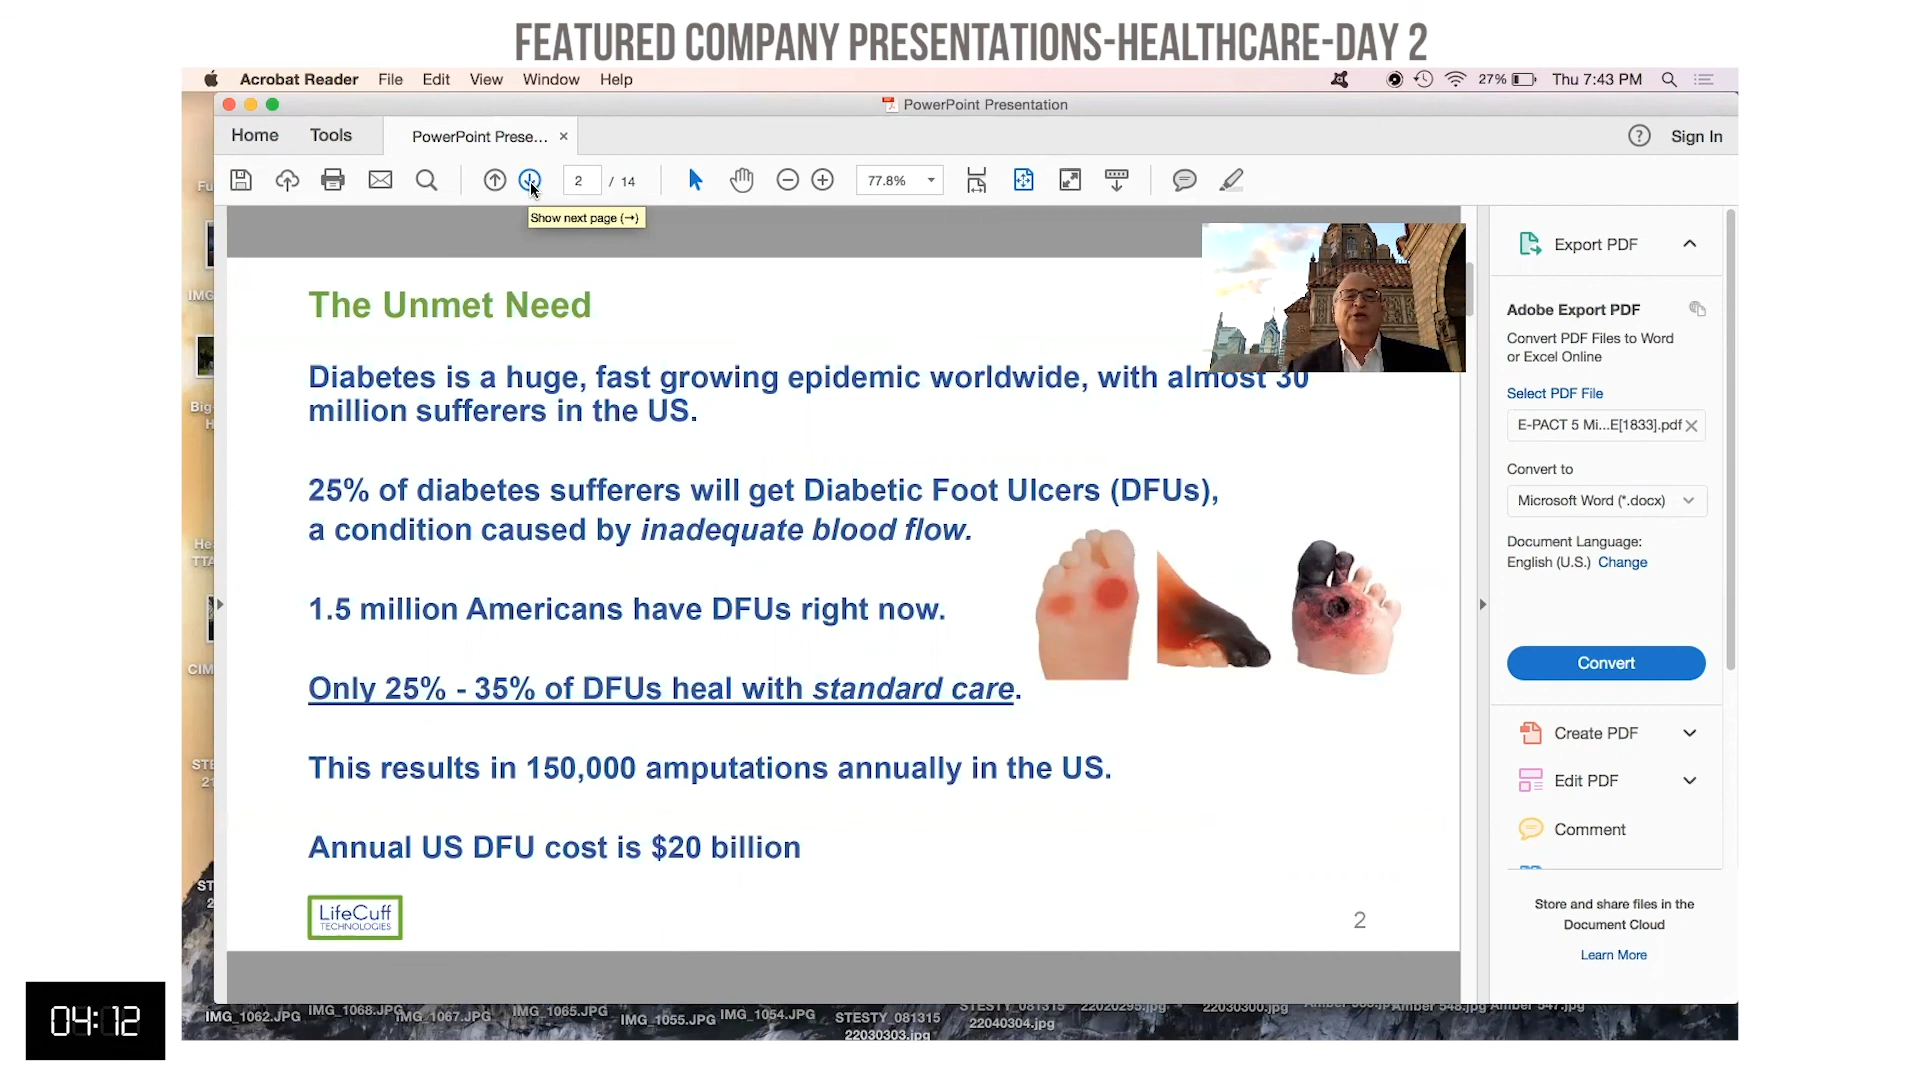 FEATURED COMPANY PRESENTATIONS-HEALTHCARE-DAY 2
Acrobat Reader File Edit View Window Help 27% Thu 7:43 PM
PowerPoint Presentation
Home Tools PowerPoint Prese... × ? Sign In
2 / 14 77.8%
Show next page (→)
Export PDF
The Unmet Need
Adobe Export PDF
Convert PDF Files to Word
or Excel Online
Diabetes is a huge, fast growing epidemic worldwide, with almost 30
million sufferers in the US.
Select PDF File
E-PACT 5 Mi...E[1833].pdf
Convert to
Microsoft Word (*.docx)
25% of diabetes sufferers will get Diabetic Foot Ulcers (DFUs),
a condition caused by inadequate blood flow.
Document Language:
English (U.S.) Change
1.5 million Americans have DFUs right now.
Convert
Only 25% - 35% of DFUs heal with standard care.
Create PDF
This results in 150,000 amputations annually in the US.
Edit PDF
Comment
Annual US DFU cost is $20 billion
LifeCuff
TECHNOLOGIES
2
Store and share files in the
Document Cloud
Learn More
IMG_1062.JPG IMG_1068.JPG IMG_1067.JPG IMG_1065.JPG IMG_1055.JPG IMG_1054.JPG STESTY_081315 STESTY_081315 22020295.jpg 22030300.jpg Amber 548.jpg Amber 547.jpg
22030303.jpg 22040304.jpg
04:12